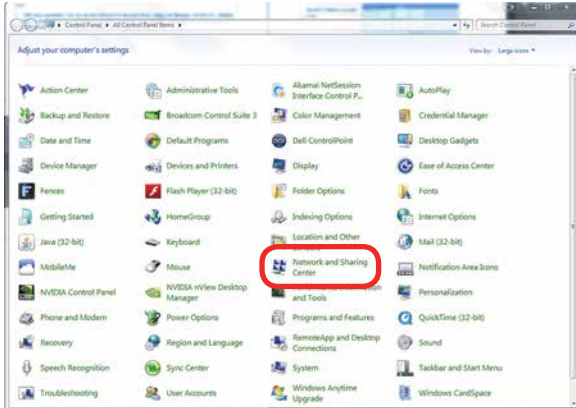 Control Panel
All Control Panel Items
Search Control Panel
Adjust your computer's settings
View by: Large icons
Action Center
Administrative Tools
Akamai NetSession
Interface Control P...
AutoPlay
Backup and Restore
Broadcom Control Suite 3
Color Management
Credential Manager
Date and Time
Default Programs
Dell ControlPoint
Desktop Gadgets
Device Manager
Devices and Printers
Display
Ease of Access Center
Fences
Flash Player (32-bit)
Folder Options
Fonts
Getting Started
HomeGroup
Indexing Options
Internet Options
Java (32-bit)
Keyboard
Location and Other
Mail (32-bit)
MobileMe
Mouse
Network and Sharing
Center
Notification Area Icons
NVIDIA Control Panel
NVIDIA nView Desktop
Manager
and Tools
Personalization
Phone and Modem
Power Options
Programs and Features
QuickTime (32-bit)
Recovery
Region and Language
RemoteApp and Desktop
Connections
Sound
Speech Recognition
Sync Center
System
Taskbar and Start Menu
Troubleshooting
User Accounts
Windows Anytime
Upgrade
Windows CardSpace